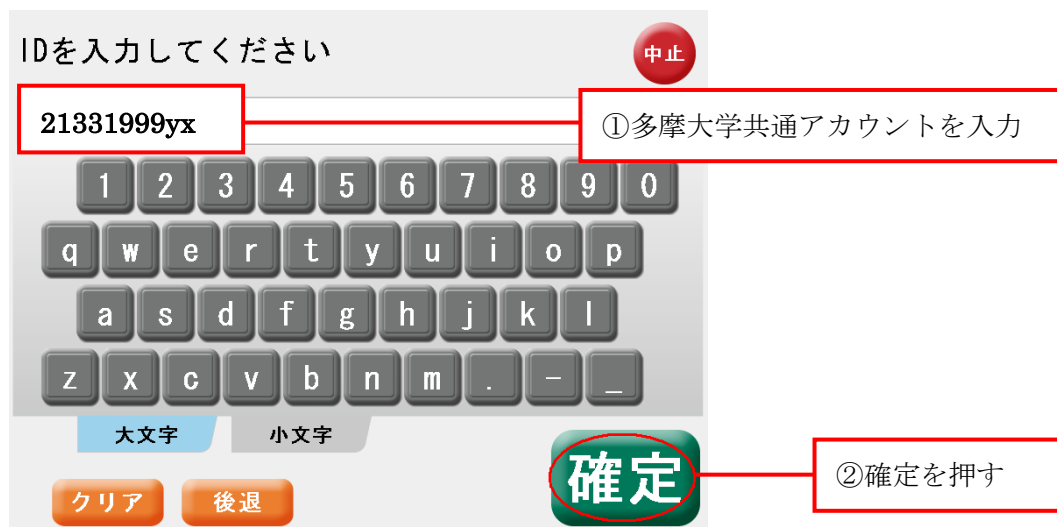 IDを入力してください
中止
21331999yx
①多摩大学共通アカウントを入力
1 2 3 4 5 6 7 8 9 0
q w e r t y u i o p
a s d f g h j k l
z x c v b n m . - _
大文字 小文字
確定
②確定を押す
クリア 後退